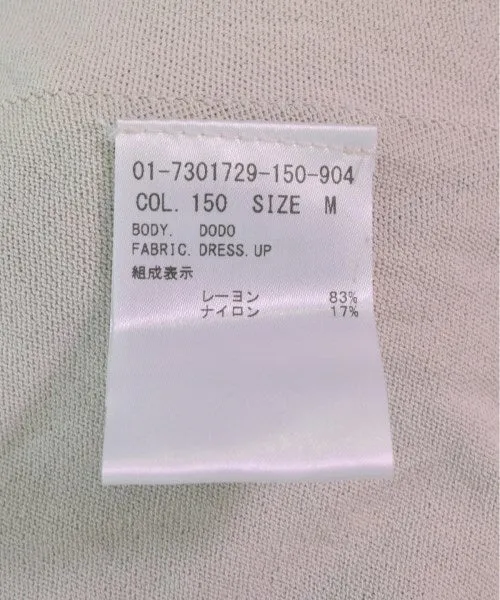 01-7301729-150-904
COL. 150 SIZE M
BODY. DODO
FABRIC. DRESS. UP
組成表示
レーヨン 83%
ナイロン 17%